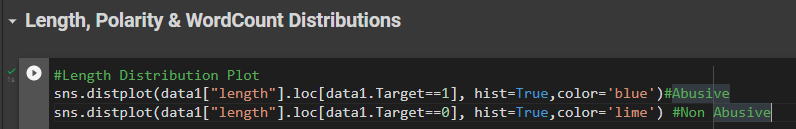 Length, Polarity & WordCount Distributions
#Length Distribution Plot
sns.distplot(data1["length"].loc[data1.Target==1], hist=True,color='blue')#Abusive
sns.distplot(data1["length"].loc[data1.Target==0], hist=True,color='lime') #Non Abusive